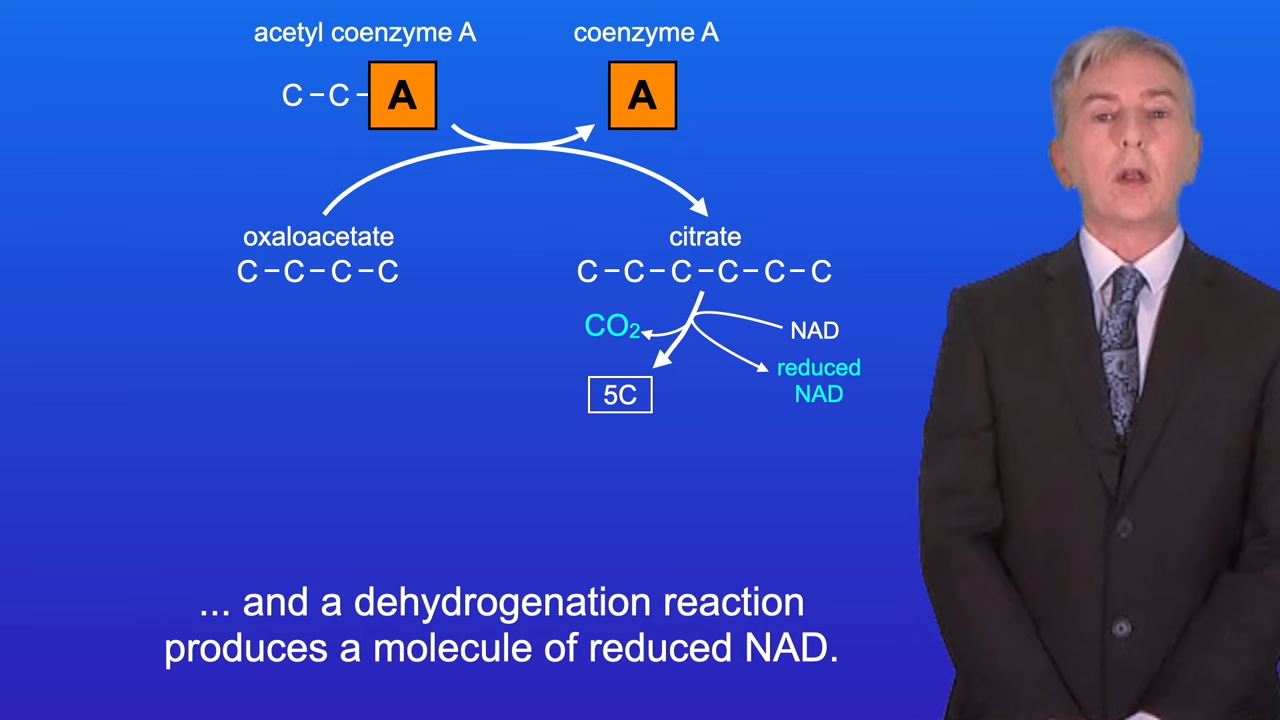 acetyl coenzyme A
coenzyme A
C–C–A
A
oxaloacetate
citrate
C–C–C–C
C–C–C–C–C–C
CO₂
NAD
reduced
NAD
5C
... and a dehydrogenation reaction
produces a molecule of reduced NAD.